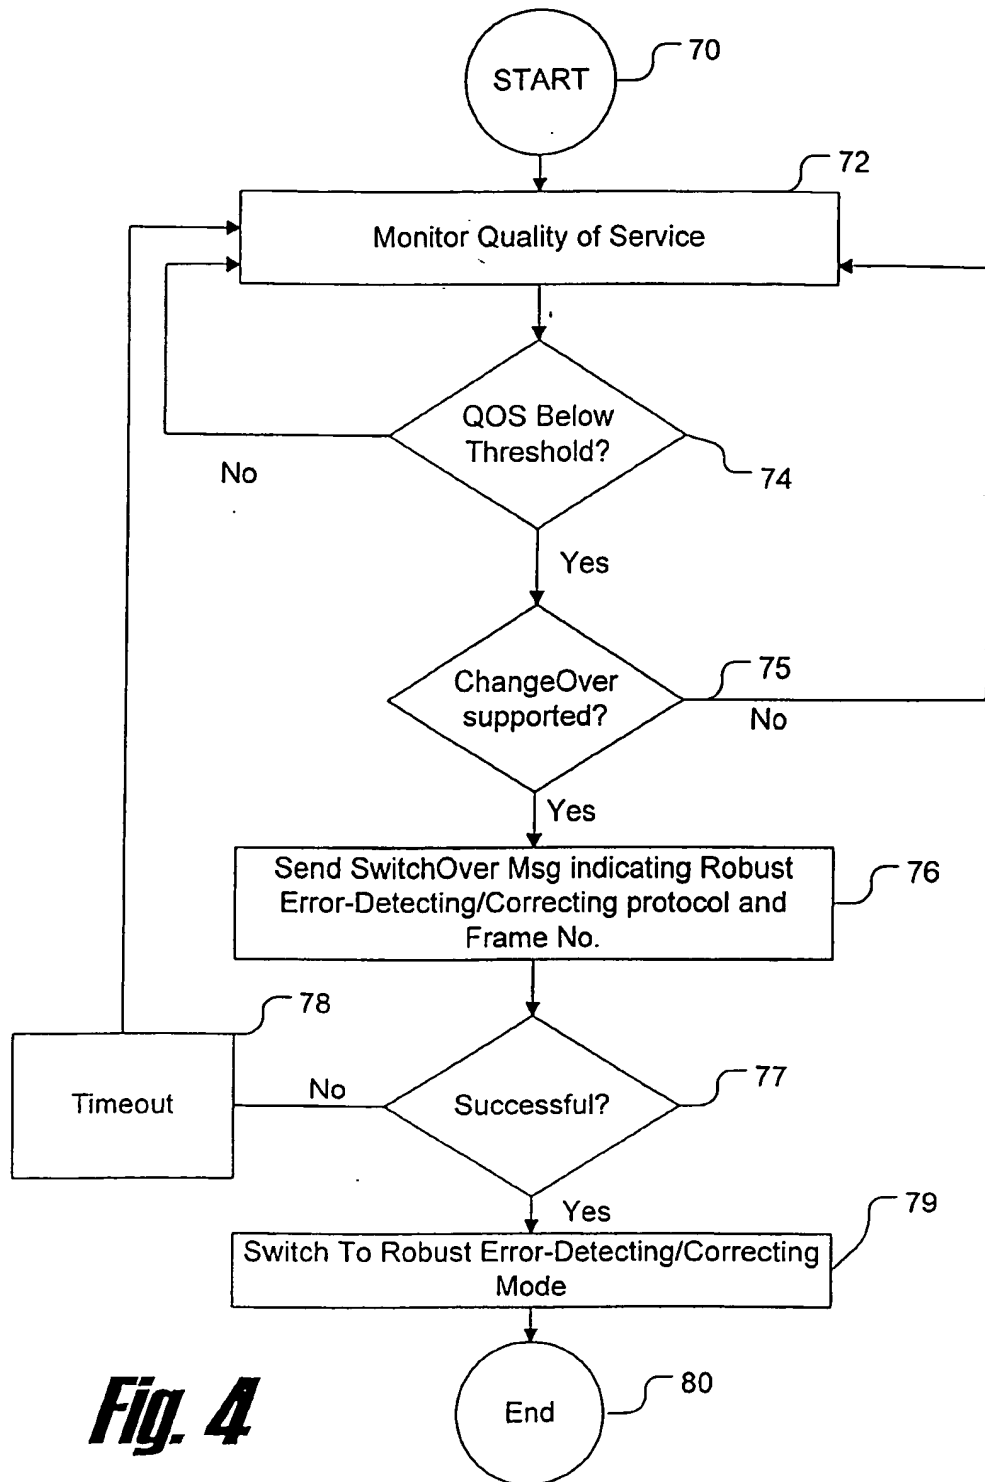 START
70
72
Monitor Quality of Service
QOS Below
Threshold?
74
No
Yes
ChangeOver
supported?
75
No
Yes
Send SwitchOver Msg indicating Robust
Error-Detecting/Correcting protocol and
Frame No.
76
78
Timeout
No
Successful?
77
Yes
79
Switch To Robust Error-Detecting/Correcting
Mode
End
80
Fig. 4